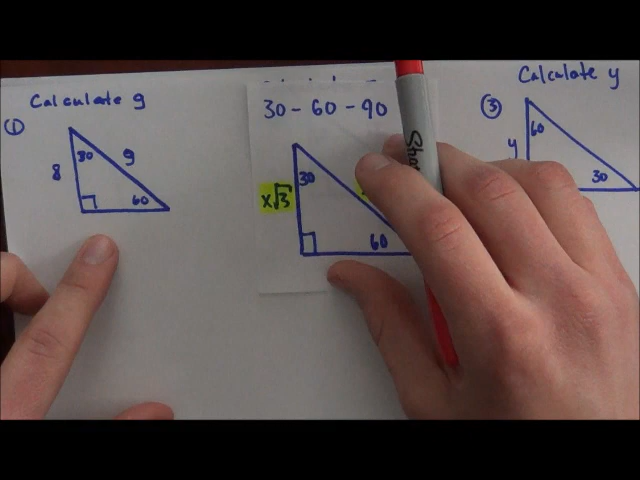 Calculate g
①
30
8
g
60
30 - 60 - 90
30
x√3
60
Calculate y
③
60
y
30